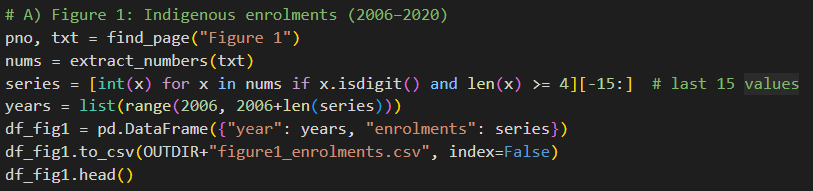 # A) Figure 1: Indigenous enrolments (2006–2020)
pno, txt = find_page("Figure 1")
nums = extract_numbers(txt)
series = [int(x) for x in nums if x.isdigit() and len(x) >= 4][-15:]  # last 15 values
years = list(range(2006, 2006+len(series)))
df_fig1 = pd.DataFrame({"year": years, "enrolments": series})
df_fig1.to_csv(OUTDIR+"figure1_enrolments.csv", index=False)
df_fig1.head()